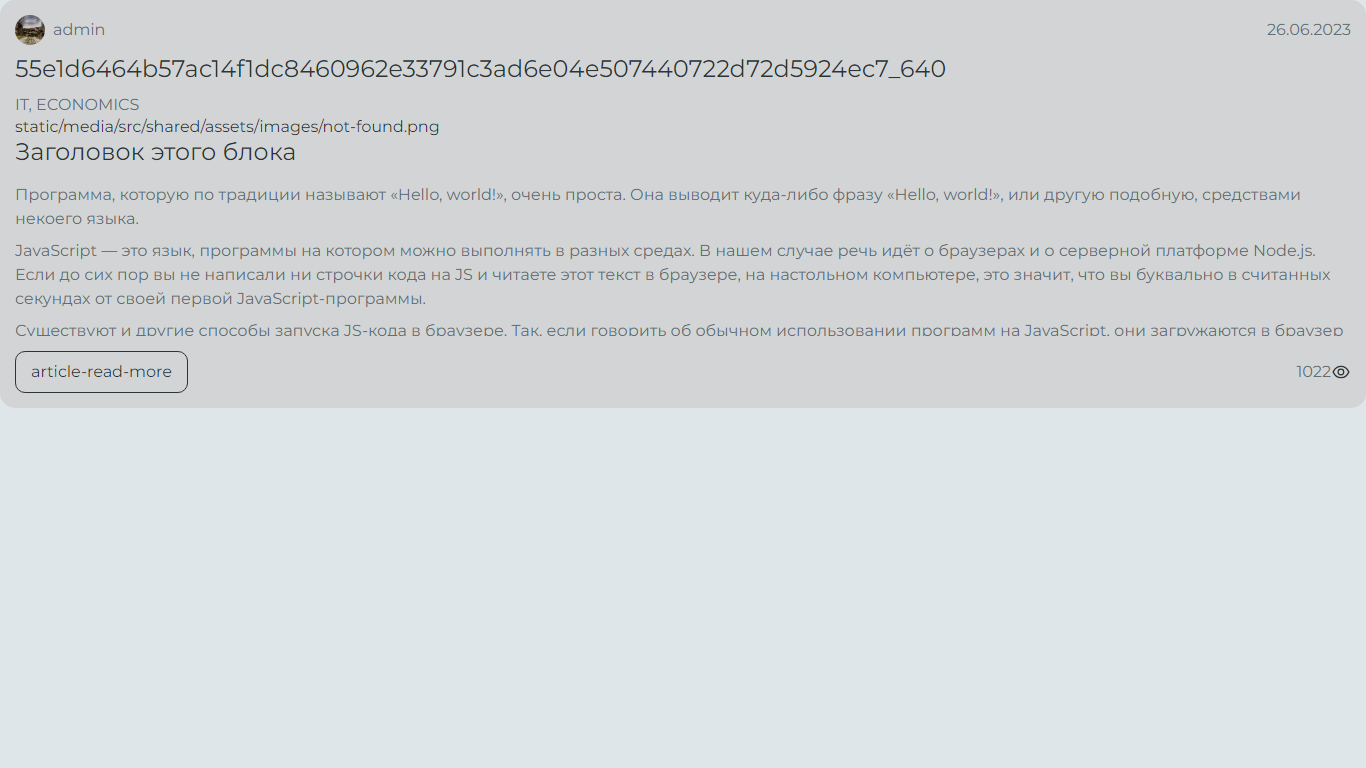 admin
26.06.2023
55e1d6464b57ac14f1dc8460962e33791c3ad6e04e507440722d72d5924ec7_640
IT, ECONOMICS
static/media/src/shared/assets/images/not-found.png
Заголовок этого блока
Программа, которую по традиции называют «Hello, world!», очень проста. Она выводит куда-либо фразу «Hello, world!», или другую подобную, средствами
некоего языка.
JavaScript — это язык, программы на котором можно выполнять в разных средах. В нашем случае речь идёт о браузерах и о серверной платформе Node.js.
Если до сих пор вы не написали ни строчки кода на JS и читаете этот текст в браузере, на настольном компьютере, это значит, что вы буквально в считанных
секундах от своей первой JavaScript-программы.
Существуют и другие способы запуска JS-кода в браузере. Так, если говорить об обычном использовании программ на JavaScript, они загружаются в браузер
article-read-more
1022